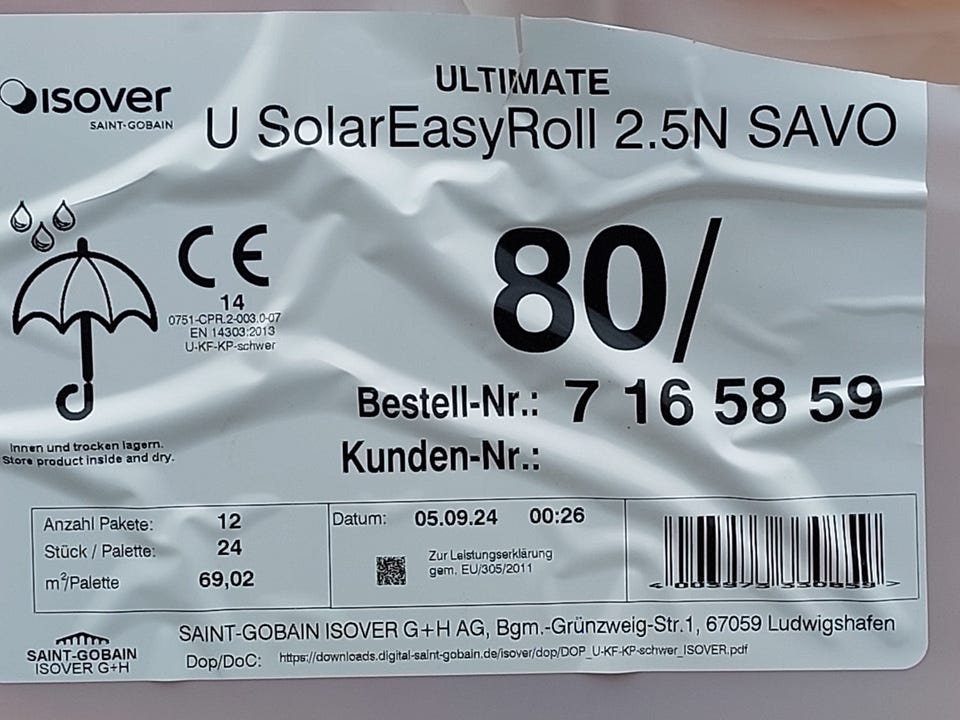 ULTIMATE
isover
SAINT-GOBAIN
U SolarEasyRoll 2.5N SAVO
CE
80/
14
0751-CPR.2-003.0-07
EN 14303:2013
U-KF-KP-schwer
Bestell-Nr.: 7 16 58 59
Innen und trocken lagern.
Store product inside and dry.
Kunden-Nr.:
Anzahl Pakete: 12
Stück / Palette: 24
m²/Palette 69,02
Datum: 05.09.24 00:26
Zur Leistungserklärung
gem. EU/305/2011
SAINT-GOBAIN
ISOVER G+H
SAINT-GOBAIN ISOVER G+H AG, Bgm.-Grünzweig-Str.1, 67059 Ludwigshafen
Dop/DoC: https://downloads.digital-saint-gobain.de/isover/dop/DOP_U-KF-KP-schwer_ISOVER.pdf